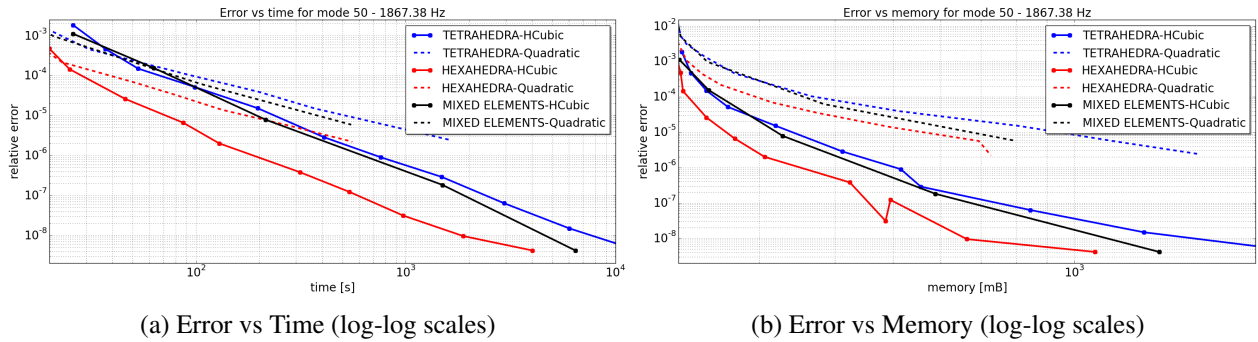 Error vs time for mode 50 - 1867.38 Hz
relative error
10⁻³
10⁻⁴
10⁻⁵
10⁻⁶
10⁻⁷
10⁻⁸
TETRAHEDRA-HCubic
TETRAHEDRA-Quadratic
HEXAHEDRA-HCubic
HEXAHEDRA-Quadratic
MIXED ELEMENTS-HCubic
MIXED ELEMENTS-Quadratic
10²
10³
10⁴
time [s]
(a) Error vs Time (log-log scales)
Error vs memory for mode 50 - 1867.38 Hz
relative error
10⁻²
10⁻³
10⁻⁴
10⁻⁵
10⁻⁶
10⁻⁷
10⁻⁸
TETRAHEDRA-HCubic
TETRAHEDRA-Quadratic
HEXAHEDRA-HCubic
HEXAHEDRA-Quadratic
MIXED ELEMENTS-HCubic
MIXED ELEMENTS-Quadratic
10³
memory [mB]
(b) Error vs Memory (log-log scales)